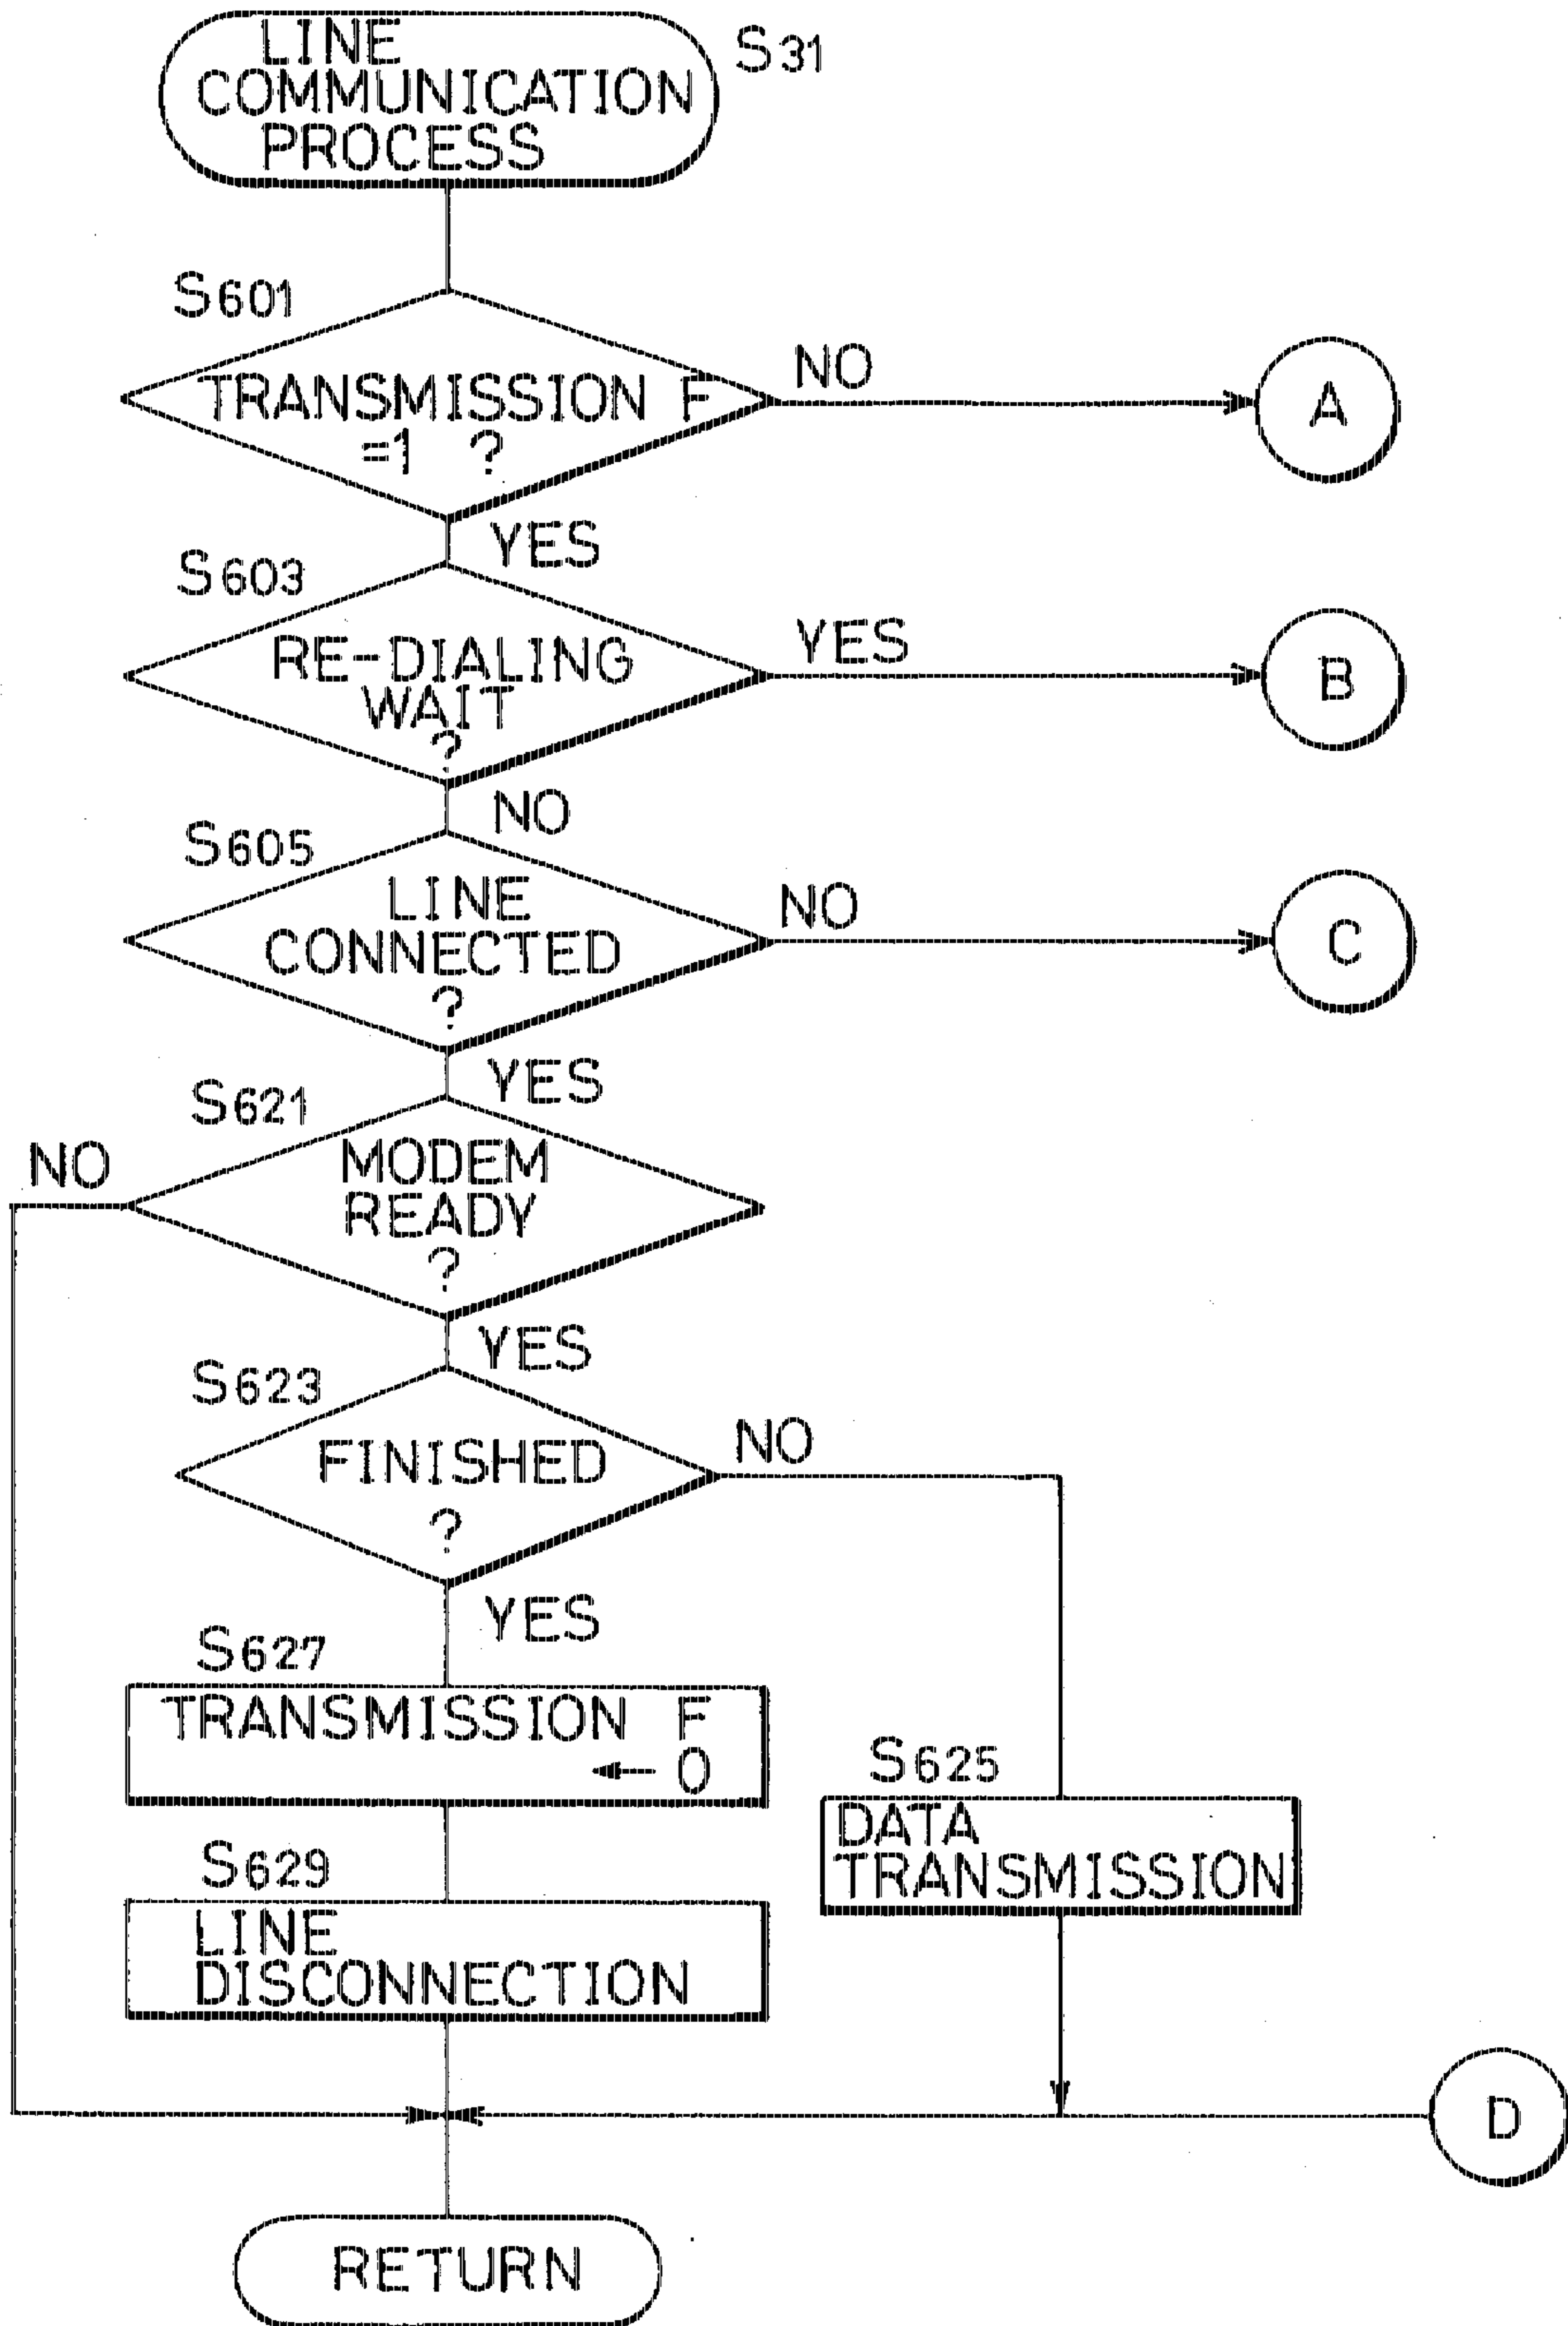 LINE
COMMUNICATION
PROCESS
S31
S601
TRANSMISSION F
=1 ?
NO
A
YES
S603
RE-DIALING
WAIT
?
YES
B
NO
S605
LINE
CONNECTED
?
NO
C
YES
S621
NO
MODEM
READY
?
YES
S623
FINISHED
?
NO
YES
S627
TRANSMISSION F
← 0
S625
DATA
TRANSMISSION
S629
LINE
DISCONNECTION
D
RETURN